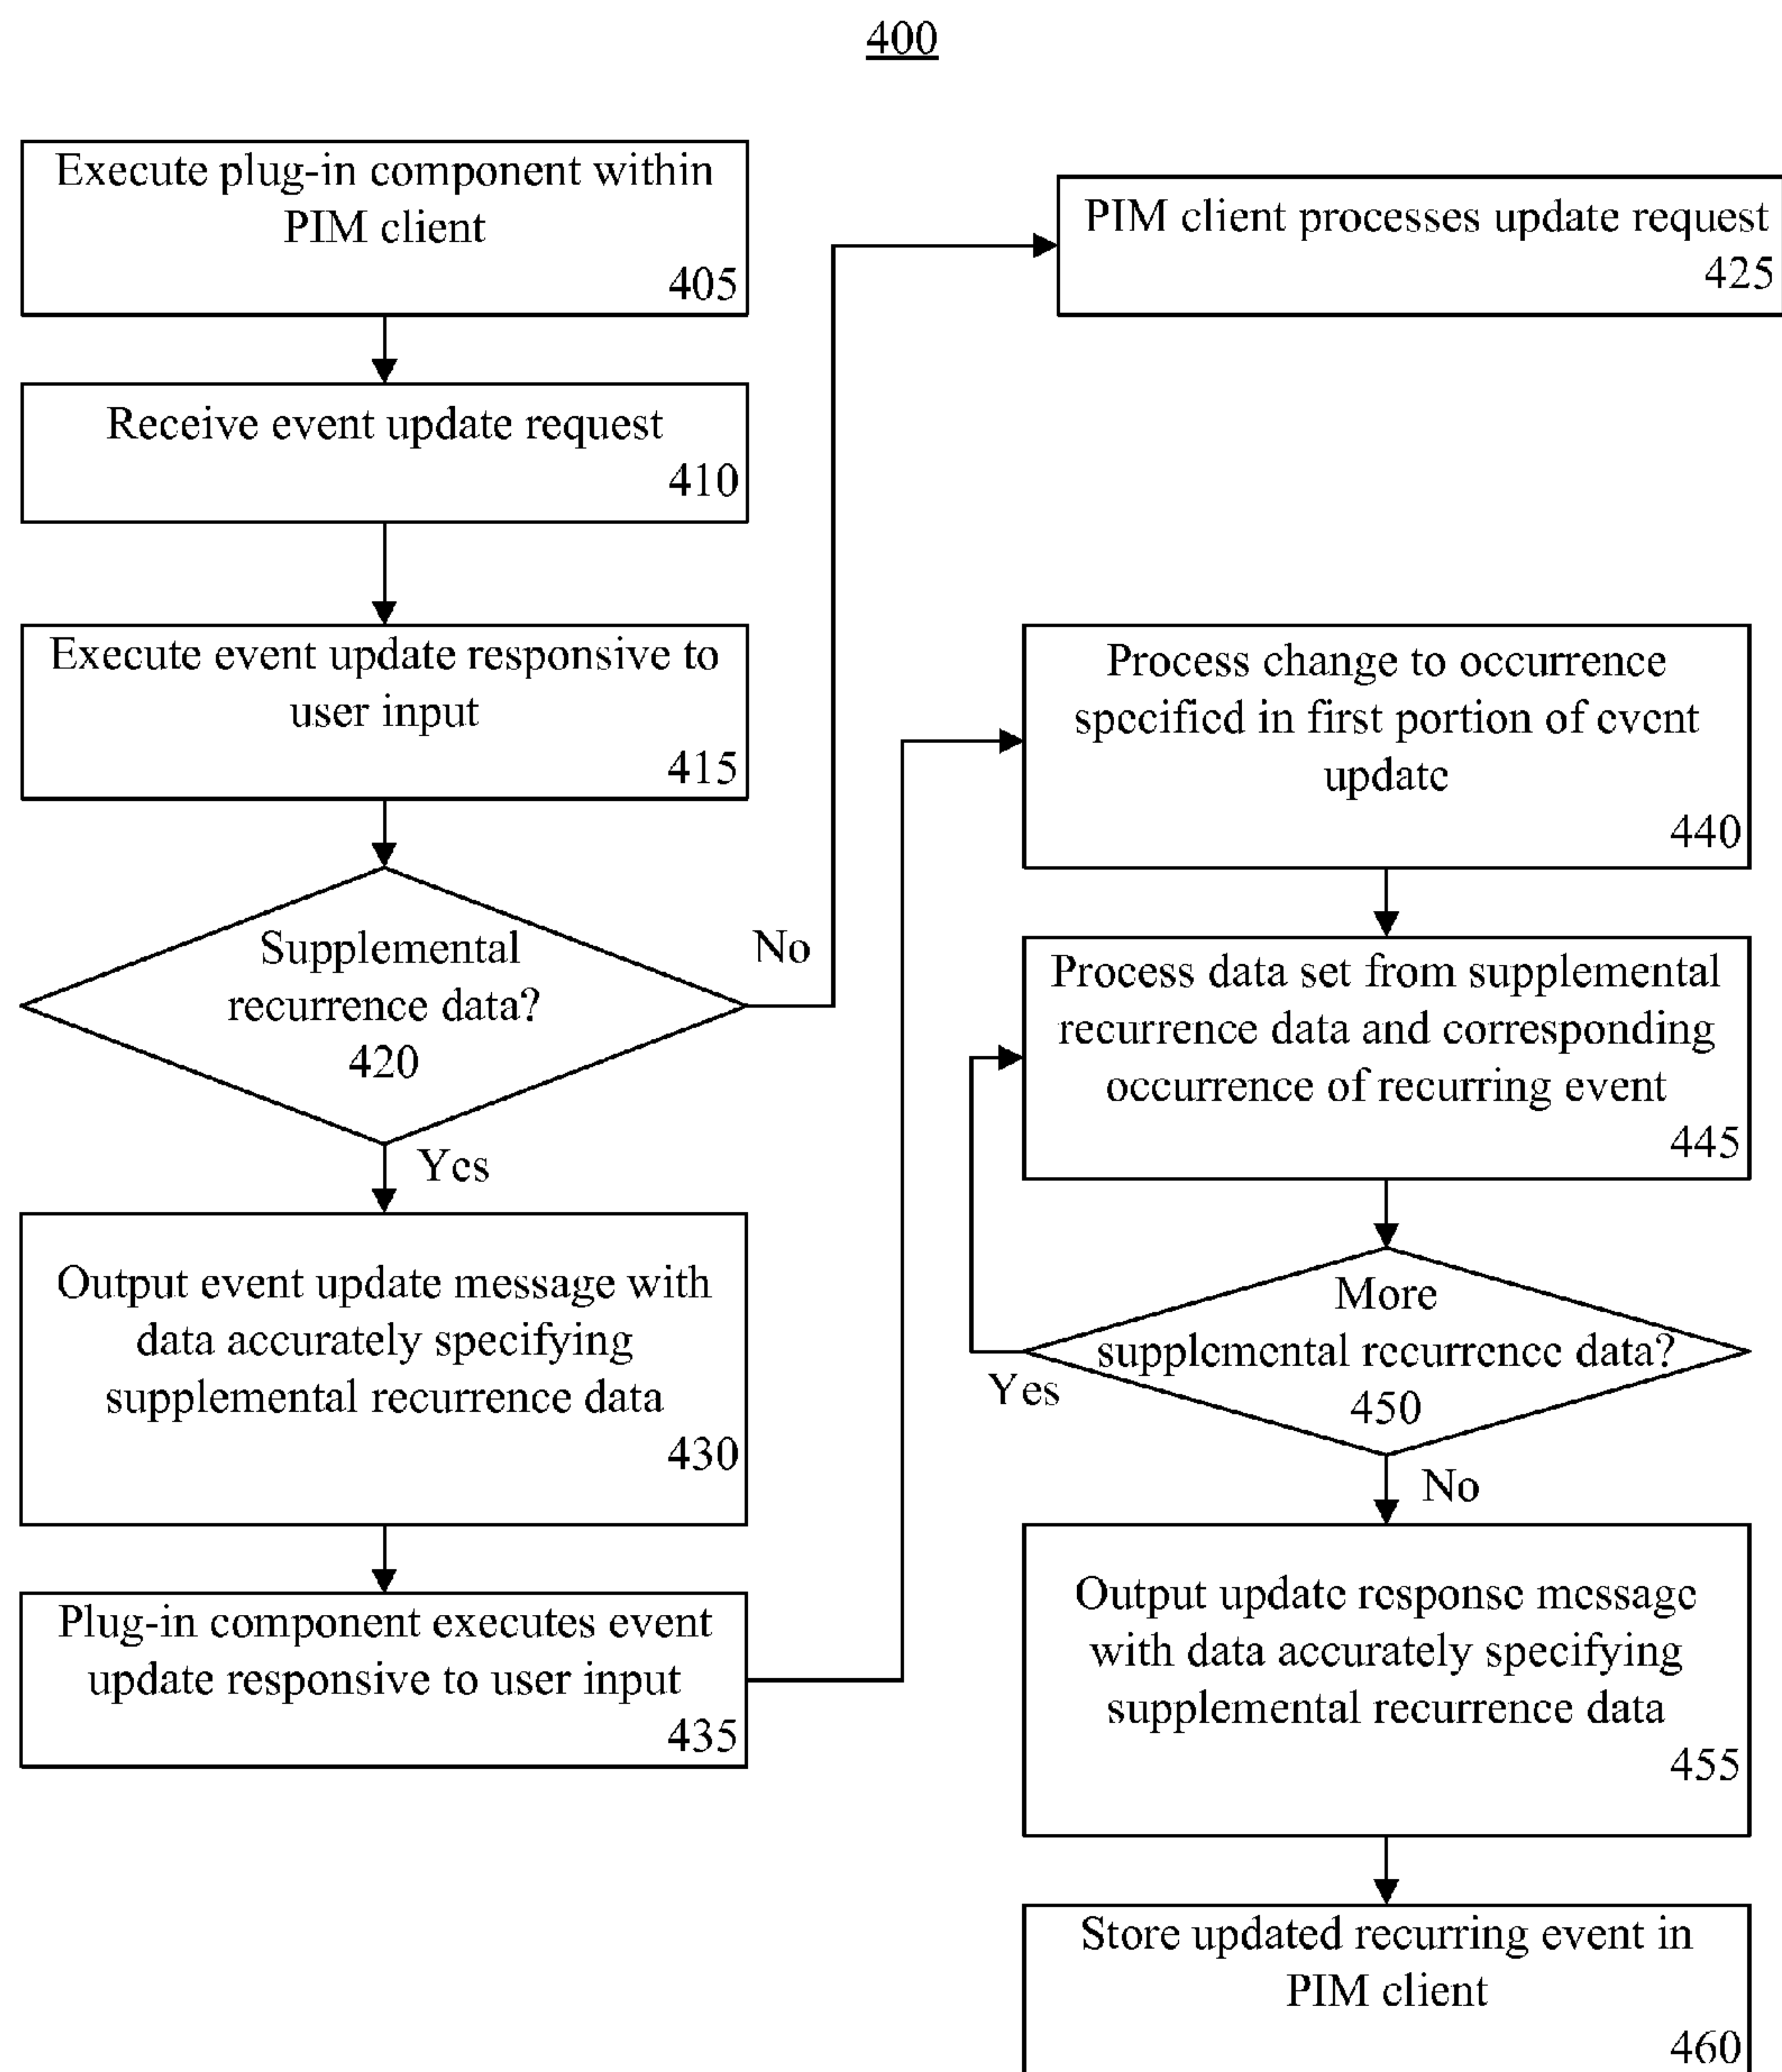 400
Execute plug-in component within
PIM client
405
Receive event update request
410
Execute event update responsive to
user input
415
Supplemental
recurrence data?
420
No
Yes
PIM client processes update request
425
Output event update message with
data accurately specifying
supplemental recurrence data
430
Plug-in component executes event
update responsive to user input
435
Process change to occurrence
specified in first portion of event
update
440
Process data set from supplemental
recurrence data and corresponding
occurrence of recurring event
445
More
supplemental recurrence data?
450
Yes
No
Output update response message
with data accurately specifying
supplemental recurrence data
455
Store updated recurring event in
PIM client
460